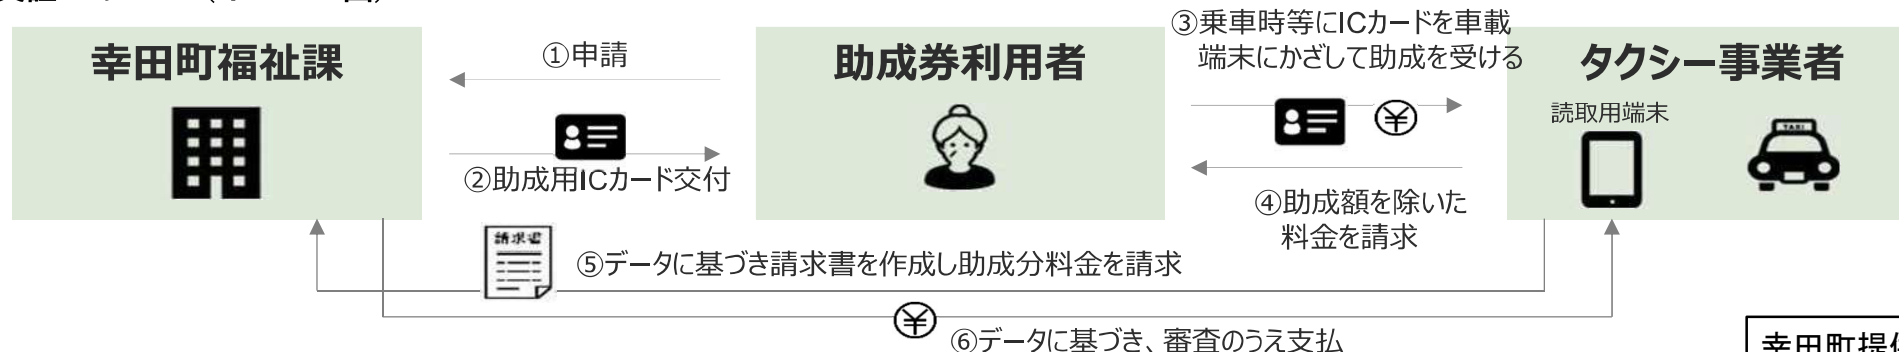 幸田町福祉課
①申請
②助成用ICカード交付
助成券利用者
③乗車時等にICカードを車載
端末にかざして助成を受ける
④助成額を除いた
料金を請求
タクシー事業者
読取用端末
請求書
⑤データに基づき請求書を作成し助成分料金を請求
⑥データに基づき、審査のうえ支払
幸田町提供